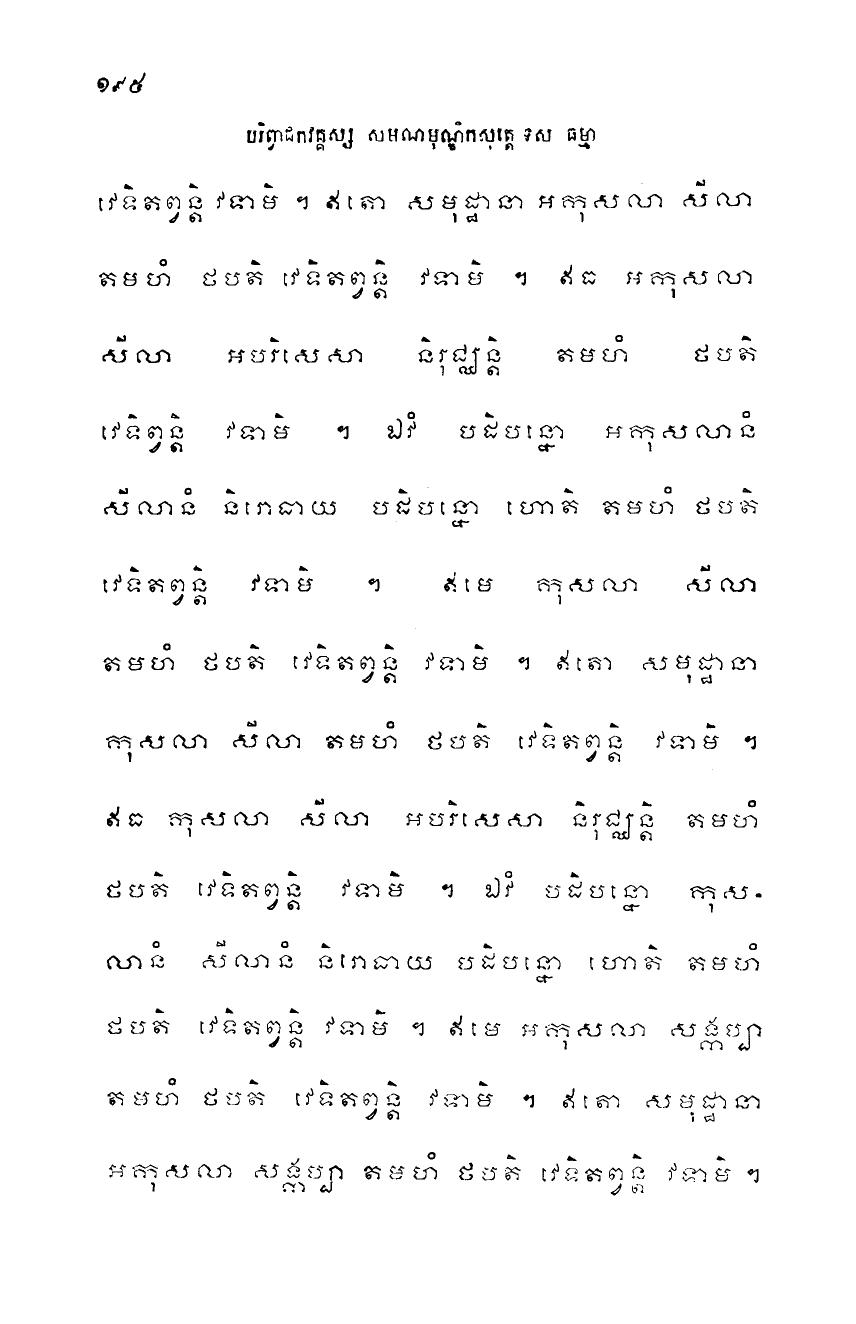 ១៩៥
បរិព្វាជកវគ្គស្ស សមណមុណ្ឌិកសុត្តេ ទស ធម្មា
វេទិតព្វន្តិ វទាមិ ។ ឥតោ សមុដ្ឋានា អកុសលា សីលា
តមហំ ថបតិ វេទិតព្វន្តិ វទាមិ ។ ឥធ អកុសលា
សីលា អបរិសេសា និរុជ្ឈន្តិ តមហំ ថបតិ
វេទិព្វន្តិ វទាមិ ។ ឯវំ បដិបន្នោ អកុសលានំ
សីលានំ និរោធាយ បដិបន្នោ ហោតិ តមហំ ថបតិ
វេទិតព្វន្តិ វទាមិ ។ ឥមេ កុសលា សីលា
តមហំ ថបតិ វេទិតព្វន្តិ វទាមិ ។ ឥតោ សមុដ្ឋានា
កុសលា សីលា តមហំ ថបតិ វេទិតព្វន្តិ វទាមិ ។
ឥធ កុសលា សីលា អបរិសេសា និរុជ្ឈន្តិ តមហំ
ថបតិ វេទិតព្វន្តិ វទាមិ ។ ឯវំ បដិបន្នោ កុស-
លានំ សីលានំ និរោធាយ បដិបន្នោ ហោតិ តមហំ
ថបតិ វេទិតព្វន្តិ វទាមិ ។ ឥមេ អកុសលា សង្កប្បា
តមហំ ថបតិ វេទិតព្វន្តិ វទាមិ ។ ឥតោ សមុដ្ឋានា
អកុសលា សង្កប្បា តមហំ ថបតិ វេទិតព្វន្តិ វទាមិ ។